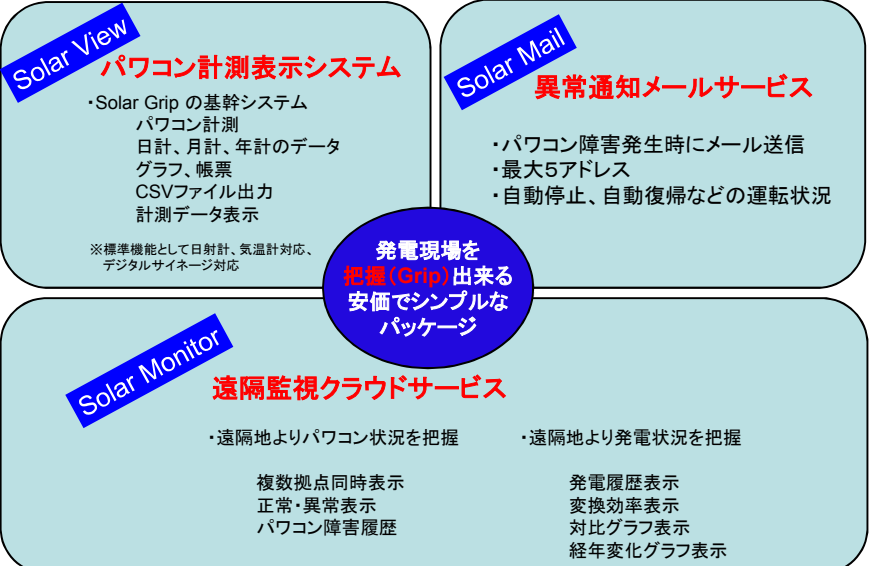 Solar View
パワコン計測表示システム
・Solar Grip の基幹システム
パワコン計測
日計、月計、年計のデータ
グラフ、帳票
CSVファイル出力
計測データ表示
※標準機能として日射計、気温計対応、
デジタルサイネージ対応
Solar Mail
異常通知メールサービス
・パワコン障害発生時にメール送信
・最大5アドレス
・自動停止、自動復帰などの運転状況
発電現場を
把握(Grip)出来る
安価でシンプルな
パッケージ
Solar Monitor
遠隔監視クラウドサービス
・遠隔地よりパワコン状況を把握
複数拠点同時表示
正常・異常表示
パワコン障害履歴
・遠隔地より発電状況を把握
発電履歴表示
変換効率表示
対比グラフ表示
経年変化グラフ表示